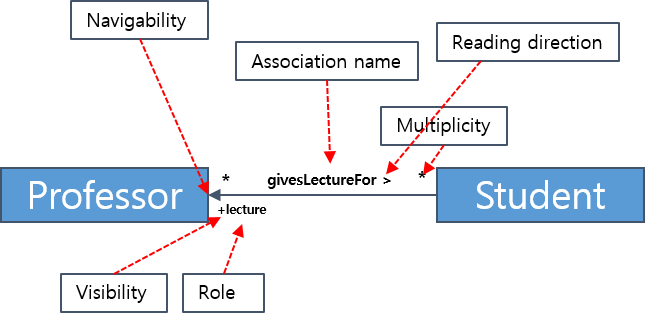 Navigability
Reading direction
Association name
Multiplicity
* givesLectureFor > *
Professor
Student
+lecture
Visibility
Role